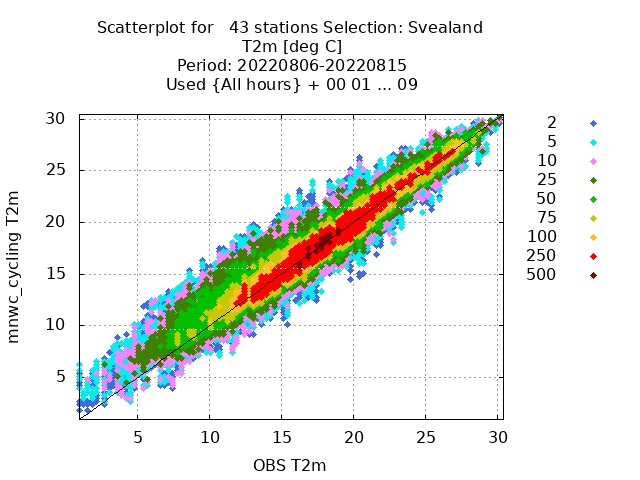 Scatterplot for   43 stations Selection: Svealand
T2m [deg C]
Period: 20220806-20220815
Used {All hours} + 00 01 ... 09
mnwc_cycling T2m
30
25
20
15
10
5
5 10 15 20 25 30
OBS T2m
2
5
10
25
50
75
100
250
500